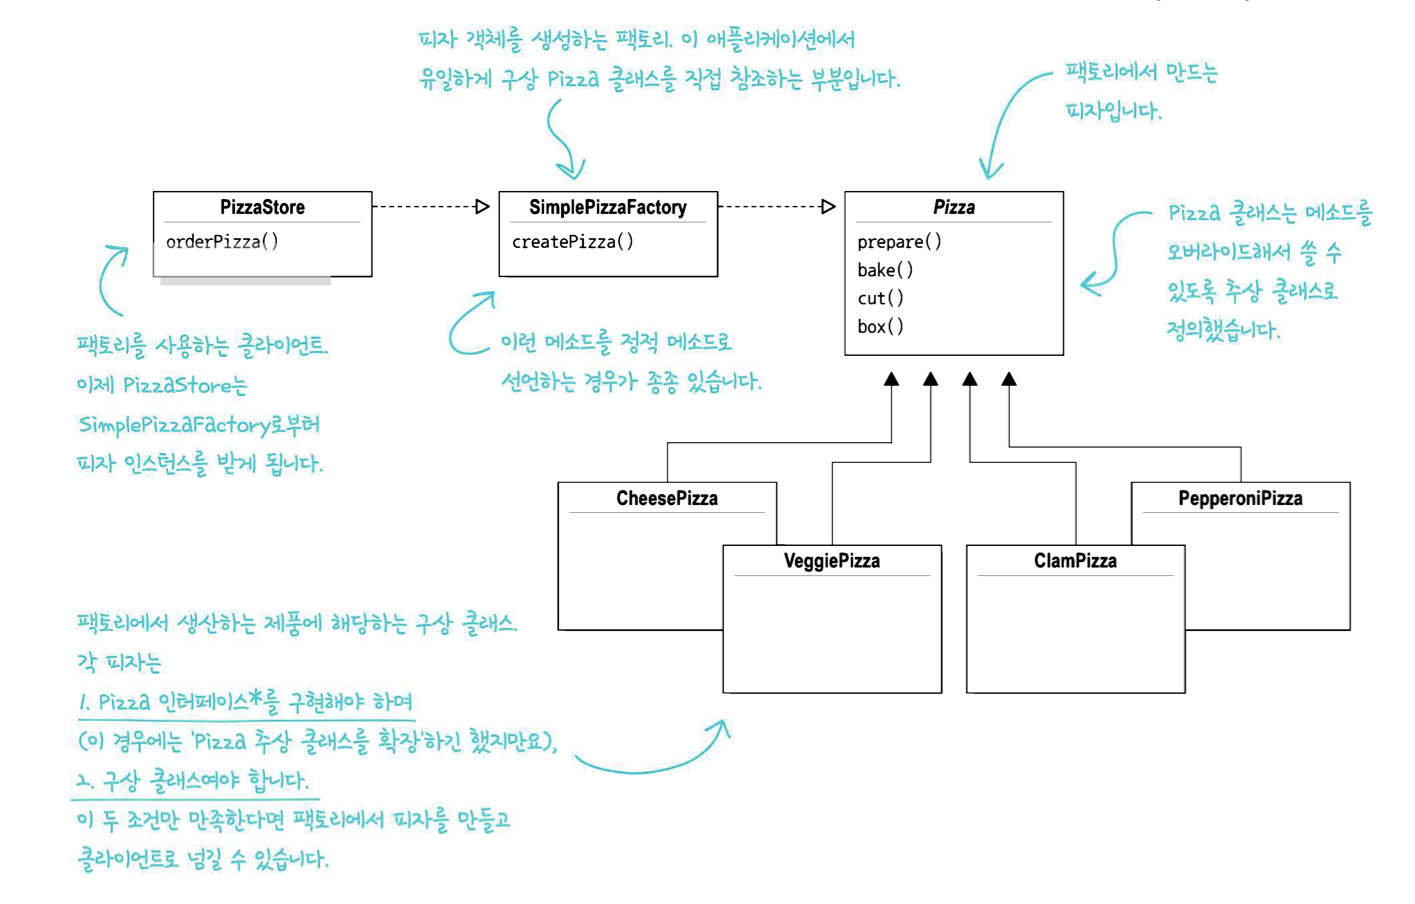 피자 객체를 생성하는 팩토리. 이 애플리케이션에서
유일하게 구상 Pizza 클래스를 직접 참조하는 부분입니다.
팩토리에서 만드는
피자입니다.
PizzaStore
orderPizza()
SimplePizzaFactory
createPizza()
Pizza
prepare()
bake()
cut()
box()
Pizza 클래스는 메소드를
오버라이드해서 쓸 수
있도록 추상 클래스로
정의했습니다.
팩토리를 사용하는 클라이언트.
이제 PizzaStore는
SimplePizzaFactory로부터
피자 인스턴스를 받게 됩니다.
이런 메소드를 정적 메소드로
선언하는 경우가 종종 있습니다.
CheesePizza
VeggiePizza
ClamPizza
PepperoniPizza
팩토리에서 생산하는 제품에 해당하는 구상 클래스.
각 피자는
1. Pizza 인터페이스*를 구현해야 하며
(이 경우에는 'Pizza 추상 클래스를 확장'하긴 했지만요),
2. 구상 클래스여야 합니다.
이 두 조건만 만족한다면 팩토리에서 피자를 만들고
클라이언트로 넘길 수 있습니다.